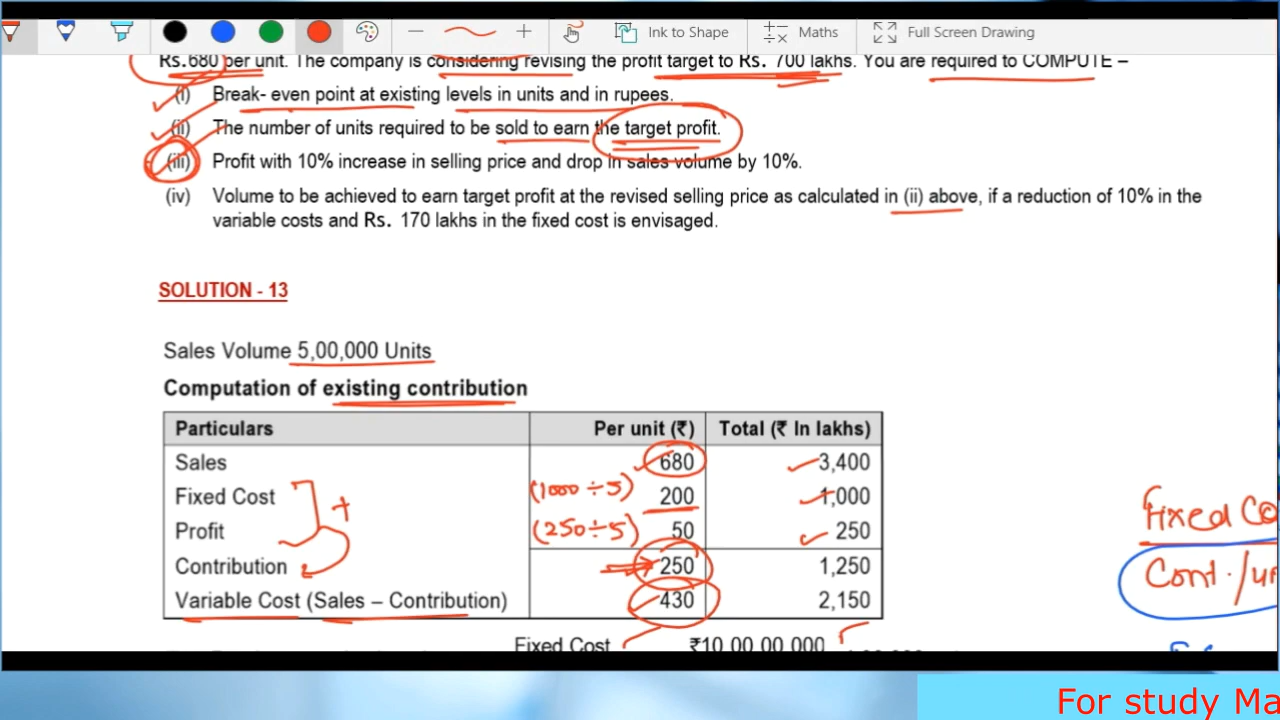 Ink to Shape Maths Full Screen Drawing
Rs.680 per unit. The company is considering revising the profit target to Rs. 700 lakhs. You are required to COMPUTE –
(i) Break- even point at existing levels in units and in rupees.
(ii) The number of units required to be sold to earn the target profit.
(iii) Profit with 10% increase in selling price and drop in sales volume by 10%.
(iv) Volume to be achieved to earn target profit at the revised selling price as calculated in (ii) above, if a reduction of 10% in the
variable costs and Rs. 170 lakhs in the fixed cost is envisaged.
SOLUTION - 13
Sales Volume 5,00,000 Units
Computation of existing contribution
Particulars Per unit (₹) Total (₹ In lakhs)
Sales 680 3,400
Fixed Cost (1000÷5) 200 1,000
Profit + (250÷5) 50 250
Contribution 250 1,250
Variable Cost (Sales – Contribution) 430 2,150
Fixed Co
Cont./
Fixed Cost ₹10,00,00,000
For study Ma